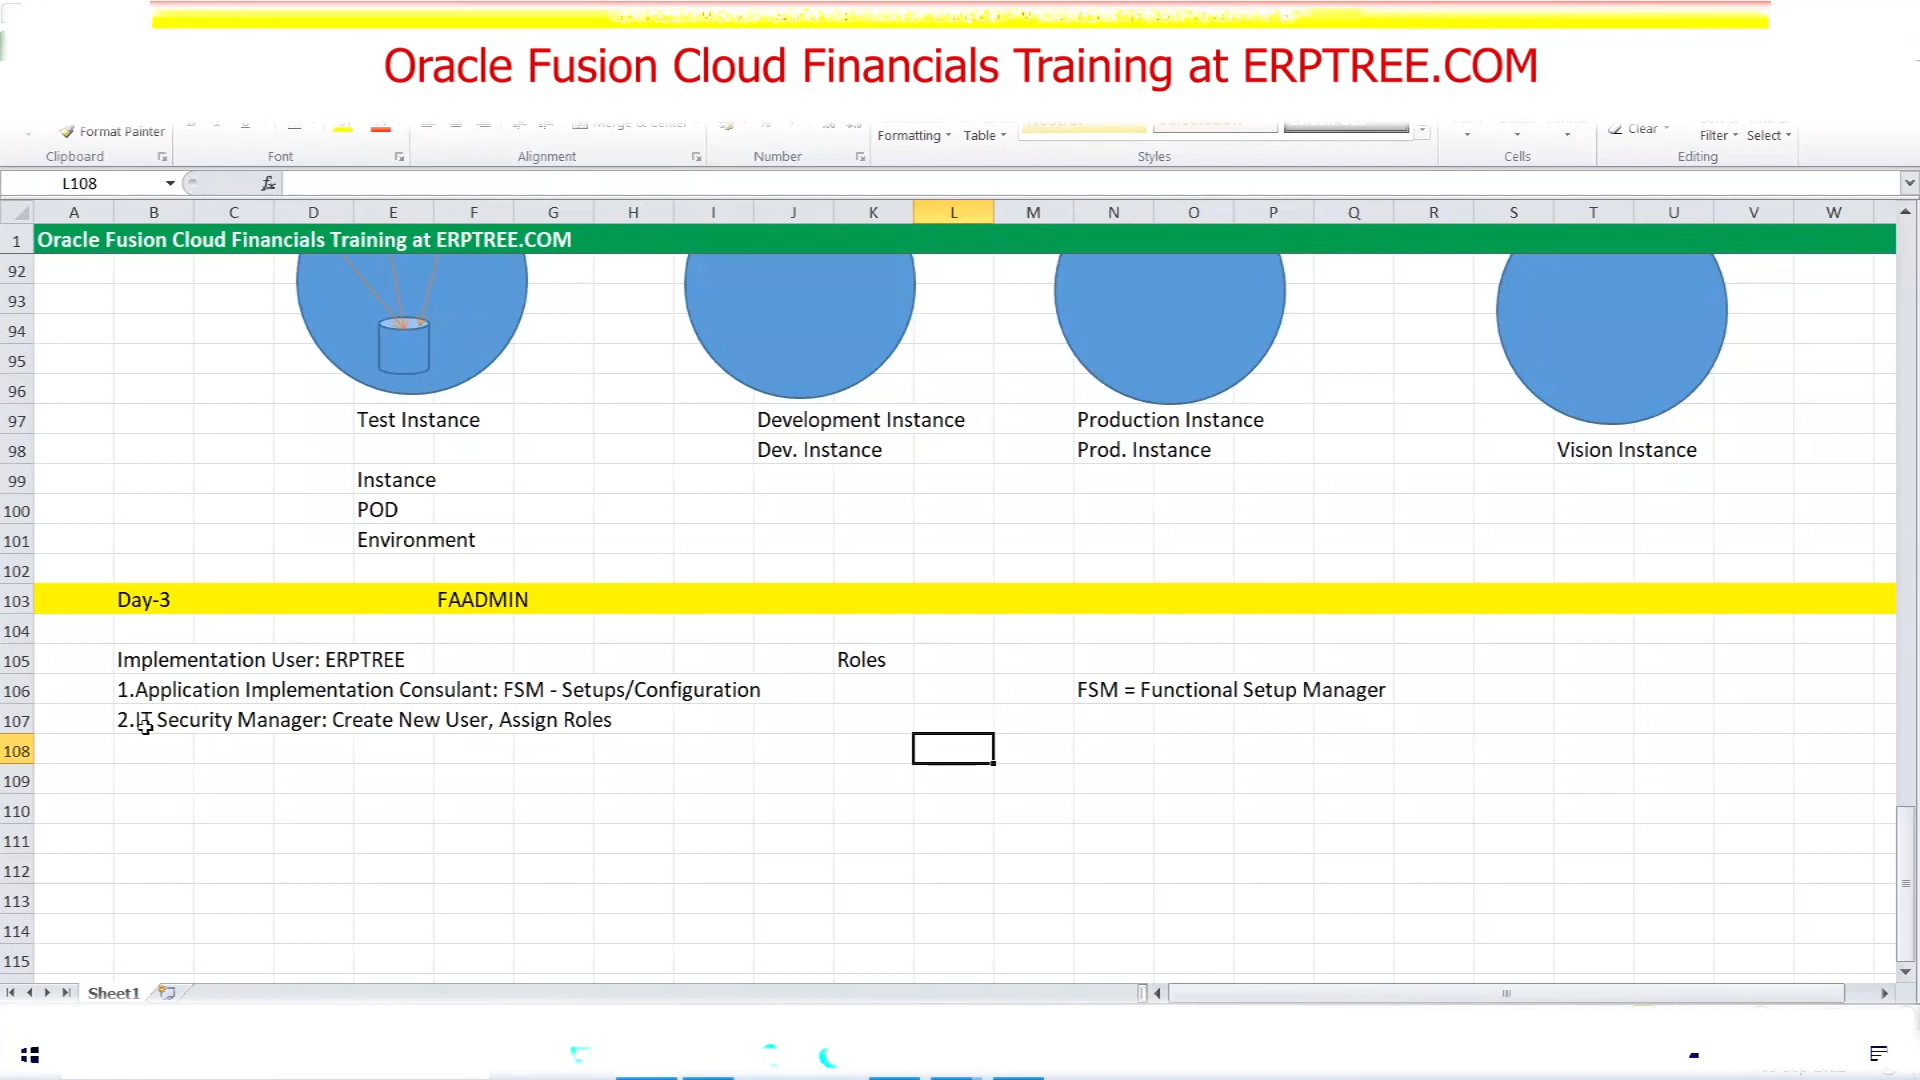 Oracle Fusion Cloud Financials Training at ERPTREE.COM
Format Painter
Merge & Center
Formatting
Table
Clear
Filter
Select
Clipboard
Font
Alignment
Number
Styles
Cells
Editing
L108
fx
A B C D E F G H I J K L M N O P Q R S T U V W
1 Oracle Fusion Cloud Financials Training at ERPTREE.COM
92
93
94
95
96
97 Test Instance Development Instance Production Instance
98 Dev. Instance Prod. Instance Vision Instance
99 Instance
100 POD
101 Environment
102
103 Day-3 FAADMIN
104
105 Implementation User: ERPTREE Roles
106 1.Application Implementation Consulant: FSM - Setups/Configuration FSM = Functional Setup Manager
107 2.IT Security Manager: Create New User, Assign Roles
108
109
110
111
112
113
114
115
Sheet1